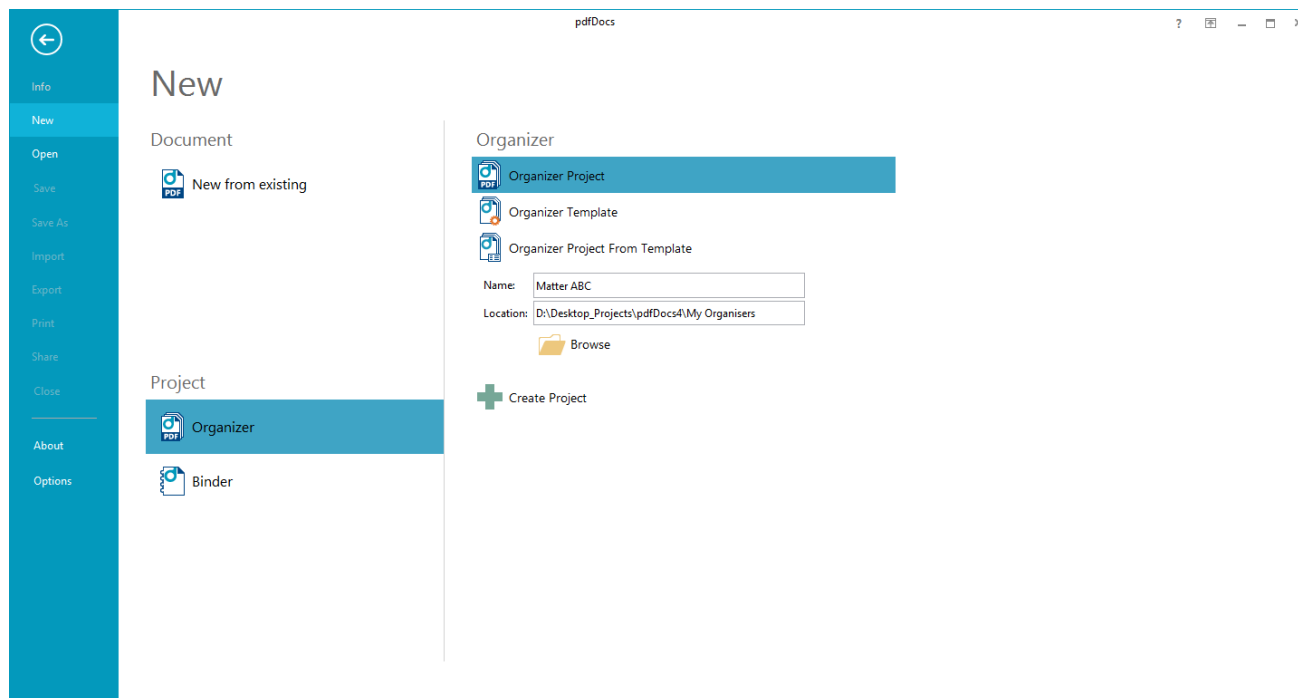 pdfDocs
?
Info
New
Open
Save
Save As
Import
Export
Print
Share
Close
About
Options
New
Document
PDF New from existing
Project
PDF Organizer
Binder
Organizer
PDF Organizer Project
Organizer Template
Organizer Project From Template
Name: Matter ABC
Location: D:\Desktop_Projects\pdfDocs4\My Organisers
Browse
Create Project